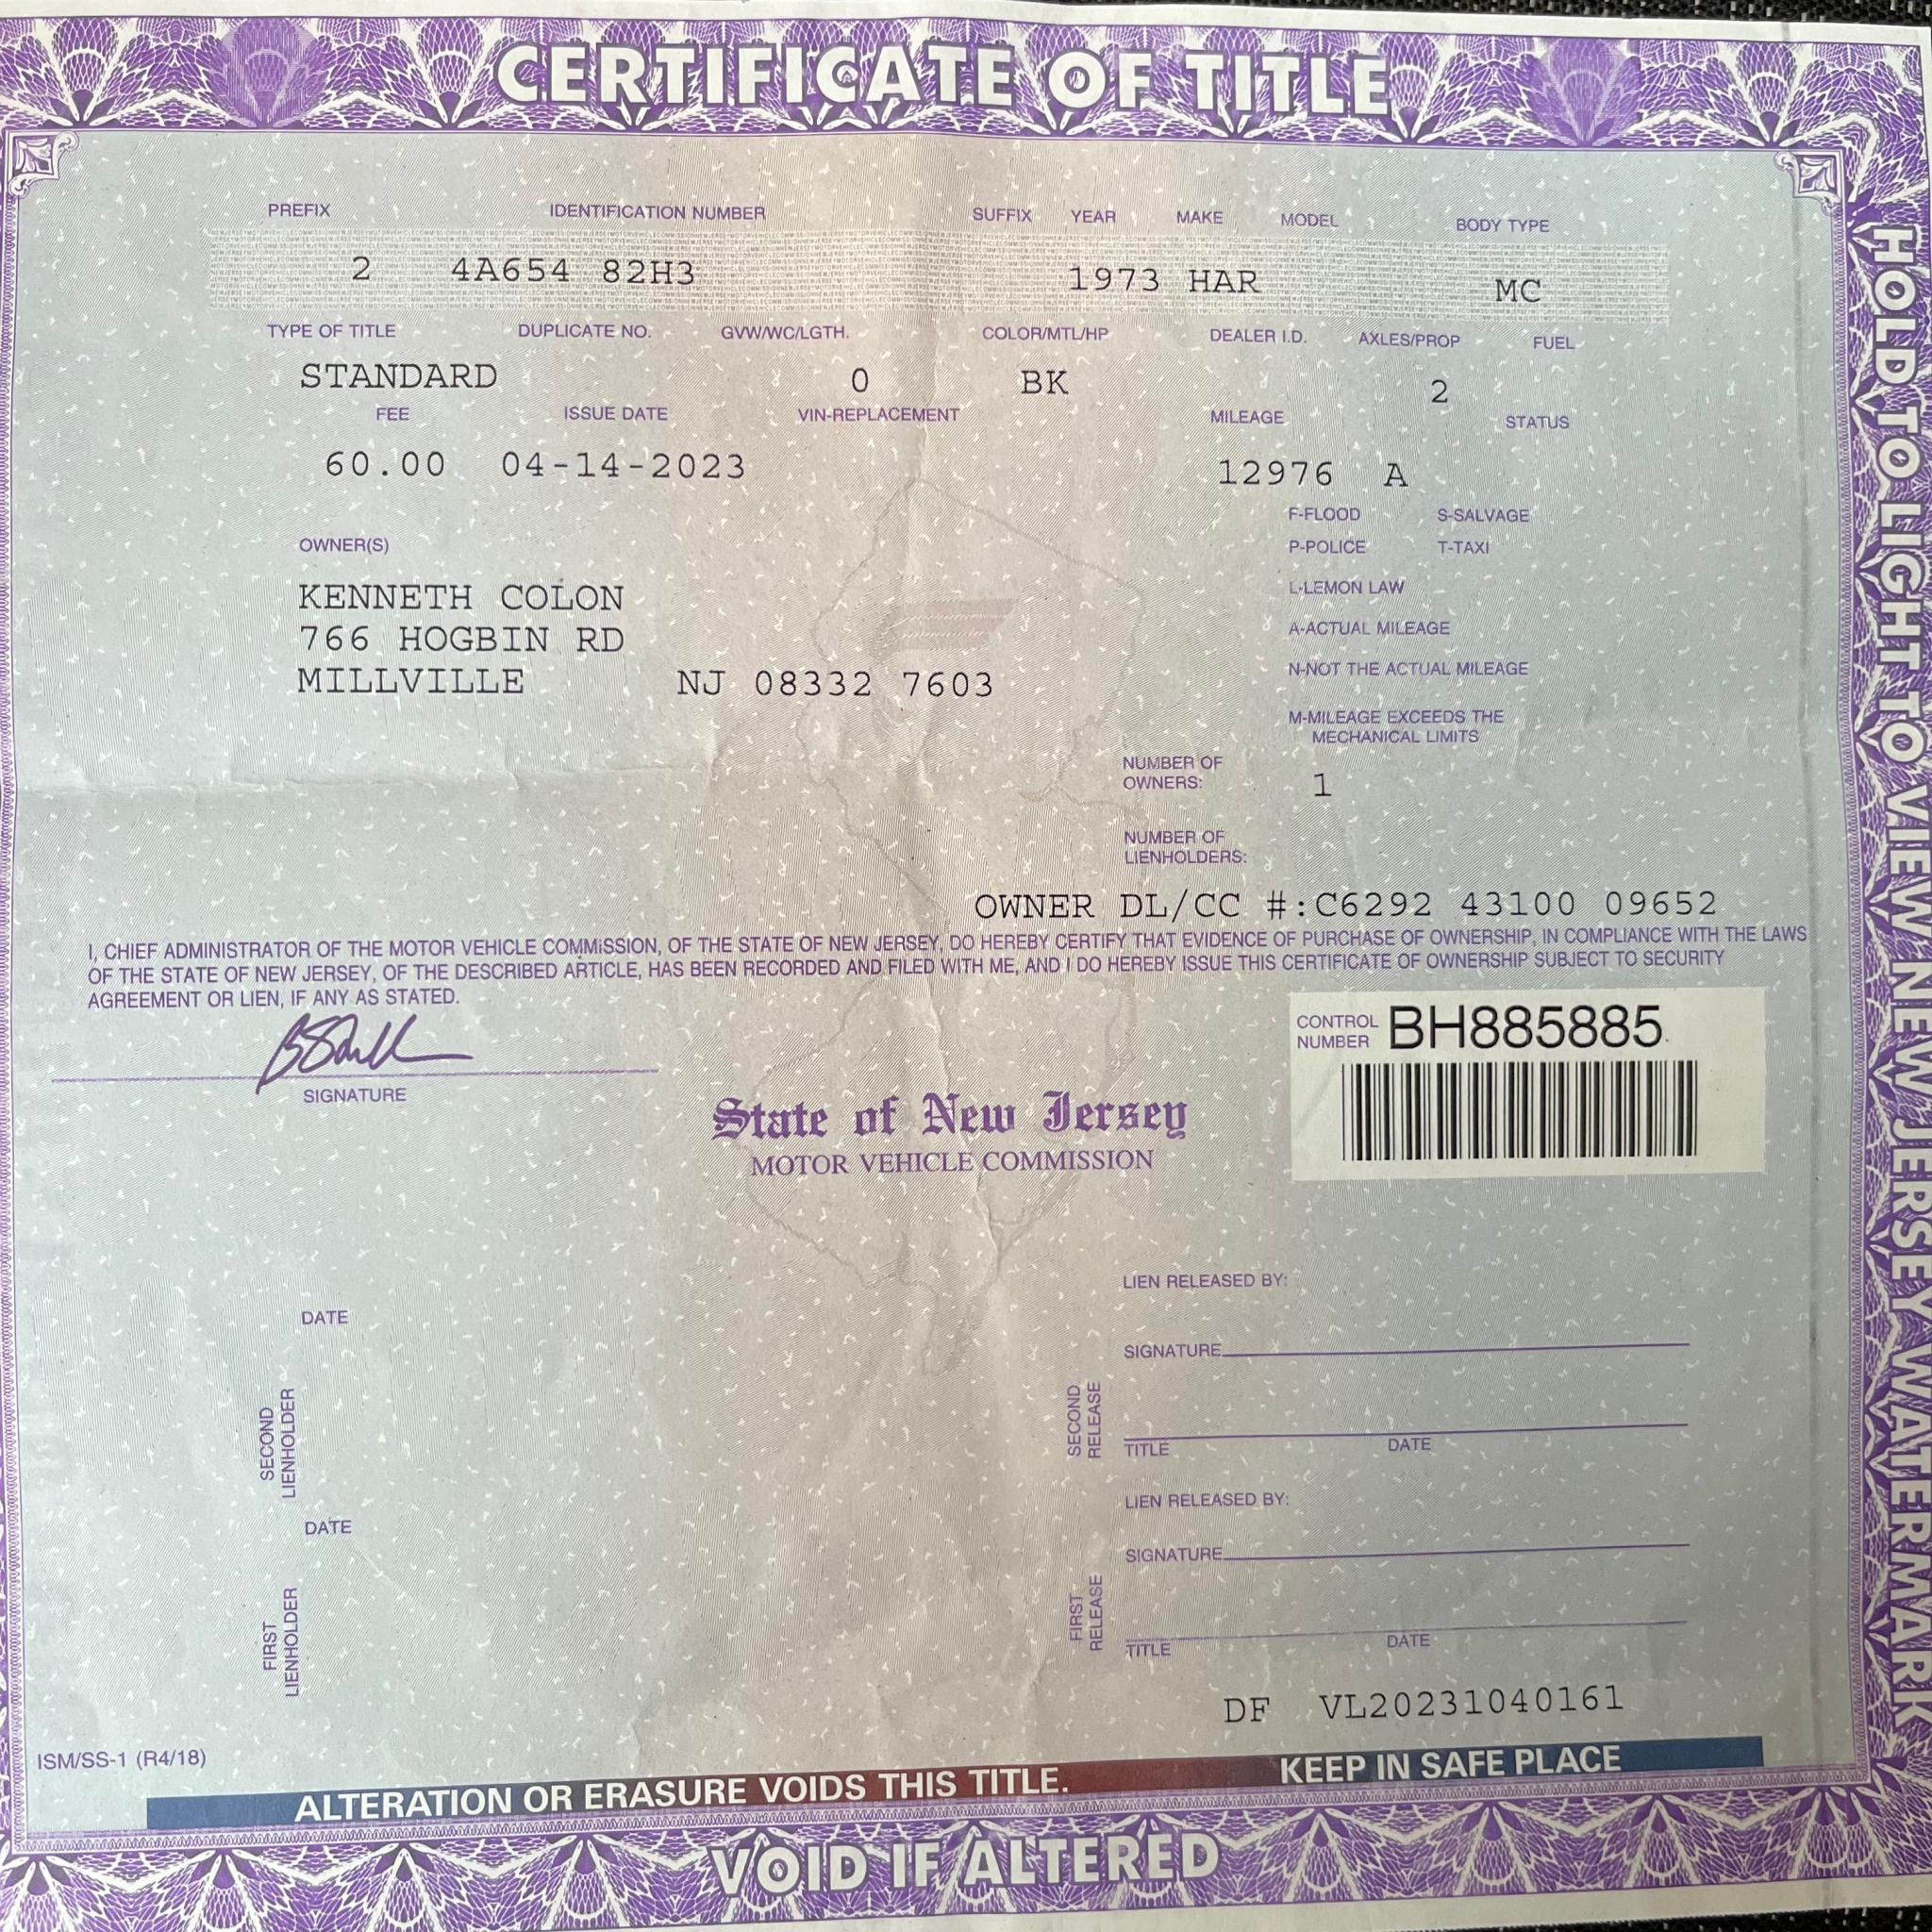 CERTIFICATE OF TITLE
PREFIX IDENTIFICATION NUMBER SUFFIX YEAR MAKE MODEL BODY TYPE
2 4A654 82H3 1973 HAR MC
TYPE OF TITLE DUPLICATE NO. GVW/WC/LGTH. COLOR/MTL/HP DEALER I.D. AXLES/PROP FUEL
STANDARD 0 BK 2
FEE ISSUE DATE VIN-REPLACEMENT MILEAGE STATUS
60.00 04-14-2023 12976 A
F-FLOOD S-SALVAGE
P-POLICE T-TAXI
L-LEMON LAW
A-ACTUAL MILEAGE
N-NOT THE ACTUAL MILEAGE
M-MILEAGE EXCEEDS THE
MECHANICAL LIMITS
OWNER(S)
KENNETH COLON
766 HOGBIN RD
MILLVILLE NJ 08332 7603
NUMBER OF
OWNERS: 1
NUMBER OF
LIENHOLDERS:
OWNER DL/CC #:C6292 43100 09652
I, CHIEF ADMINISTRATOR OF THE MOTOR VEHICLE COMMISSION, OF THE STATE OF NEW JERSEY, DO HEREBY CERTIFY THAT EVIDENCE OF PURCHASE OF OWNERSHIP, IN COMPLIANCE WITH THE LAWS
OF THE STATE OF NEW JERSEY, OF THE DESCRIBED ARTICLE, HAS BEEN RECORDED AND FILED WITH ME, AND I DO HEREBY ISSUE THIS CERTIFICATE OF OWNERSHIP SUBJECT TO SECURITY
AGREEMENT OR LIEN, IF ANY AS STATED.
SIGNATURE
CONTROL
NUMBER BH885885
State of New Jersey
MOTOR VEHICLE COMMISSION
DATE
SECOND
LIENHOLDER
DATE
FIRST
LIENHOLDER
LIEN RELEASED BY:
SIGNATURE
SECOND
RELEASE
TITLE DATE
LIEN RELEASED BY:
SIGNATURE
FIRST
RELEASE
TITLE DATE
DF VL20231040161
ISM/SS-1 (R4/18)
ALTERATION OR ERASURE VOIDS THIS TITLE. KEEP IN SAFE PLACE
VOID IF ALTERED
HOLD TO LIGHT TO VIEW NEW JERSEY WATERMARK